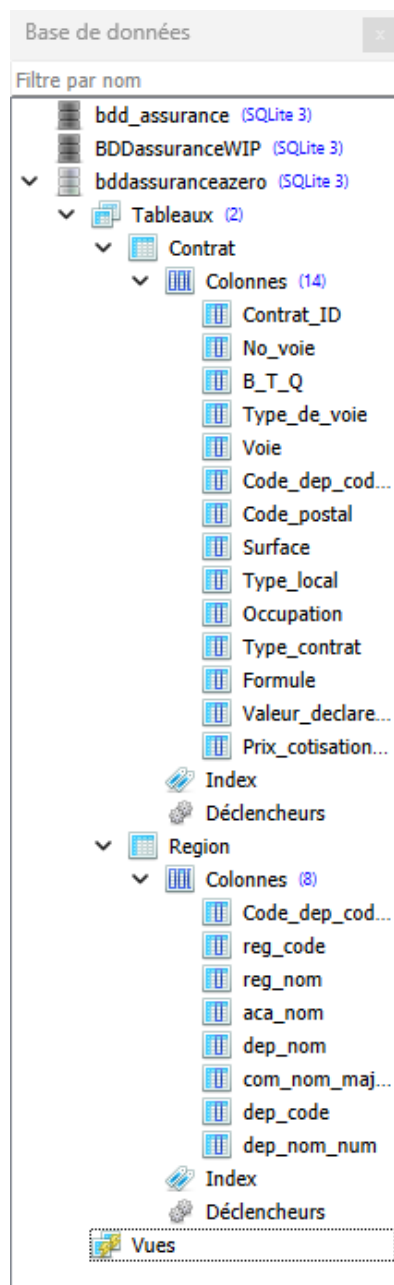 Base de données x
Filtre par nom
bdd_assurance (SQLite 3)
BDDassuranceWIP (SQLite 3)
bddassuranceazero (SQLite 3)
Tableaux (2)
Contrat
Colonnes (14)
Contrat_ID
No_voie
B_T_Q
Type_de_voie
Voie
Code_dep_cod...
Code_postal
Surface
Type_local
Occupation
Type_contrat
Formule
Valeur_declare...
Prix_cotisation...
Index
Déclencheurs
Region
Colonnes (8)
Code_dep_cod...
reg_code
reg_nom
aca_nom
dep_nom
com_nom_maj...
dep_code
dep_nom_num
Index
Déclencheurs
Vues